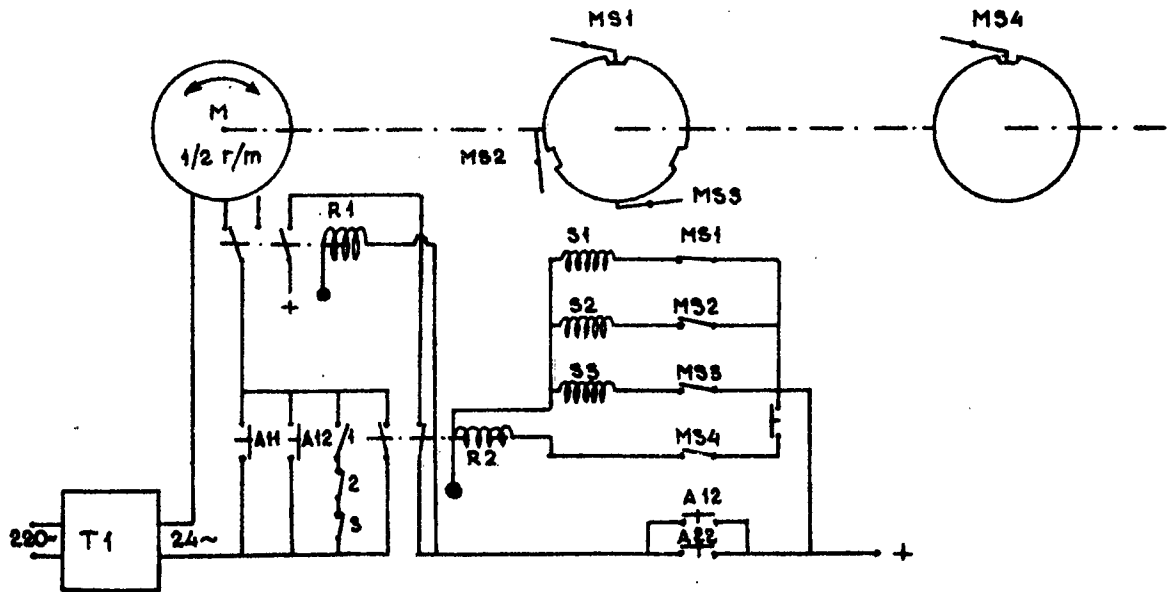 MS1
MS4
M
1/2 r/m
MS2
MS3
R1
S1
MS1
+
S2
MS2
S3
MS3
A11
A12
1
R2
MS4
2
3
A12
220~
T1
24~
A22
+